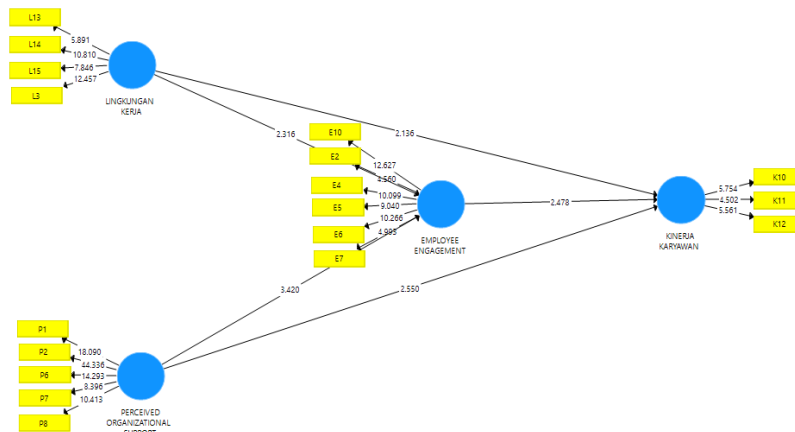 L13
5.891
L14
10.810
L15
7.846
12.457
L3
LINGKUNGAN
KERJA
2.316
2.136
E10
12.627
E2
4.560
E4
10.099
E5
9.040
10.266
E6
4.995
E7
EMPLOYEE
ENGAGEMENT
2.478
KINERJA
KARYAWAN
5.754
K10
4.502
K11
5.561
K12
3.420
2.550
P1
18.090
P2
44.336
P6
14.293
8.396
P7
10.413
P8
PERCEIVED
ORGANIZATIONAL
SUPPORT